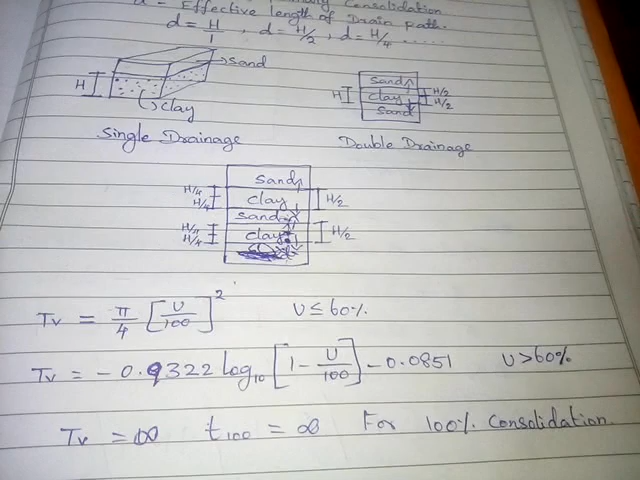 Consolidation
d = Effective length of Drain path.
d = H/1 , d = H/2 , d = H/4 .....
sand
H
clay
Single Drainage
sand
H clay H/2
H/2
sand
Double Drainage
sand
H/4 clay H/2
H/4
sand
H/4 clay H/2
H/4
Tv = π/4 [U/100]² U ≤ 60%.
Tv = - 0.9322 log10 [1 - U/100] - 0.0851 U > 60%
Tv = ∞ t100 = ∞ For 100% Consolidation.